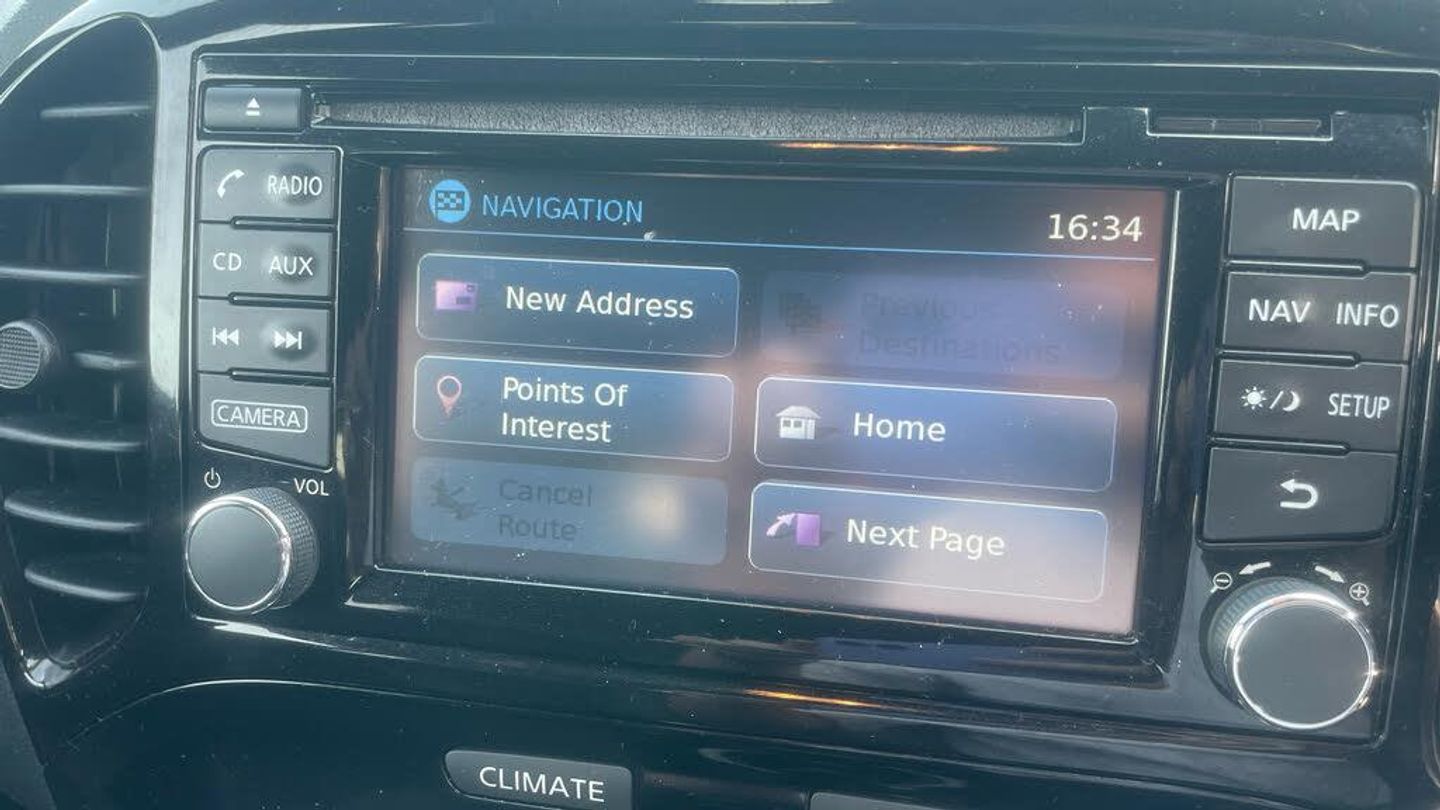 RADIO
CD AUX
CAMERA
VOL
NAVIGATION
16:34
New Address
Previous
Destinations
Points Of
Interest
Home
Cancel
Route
Next Page
MAP
NAV INFO
SETUP
CLIMATE